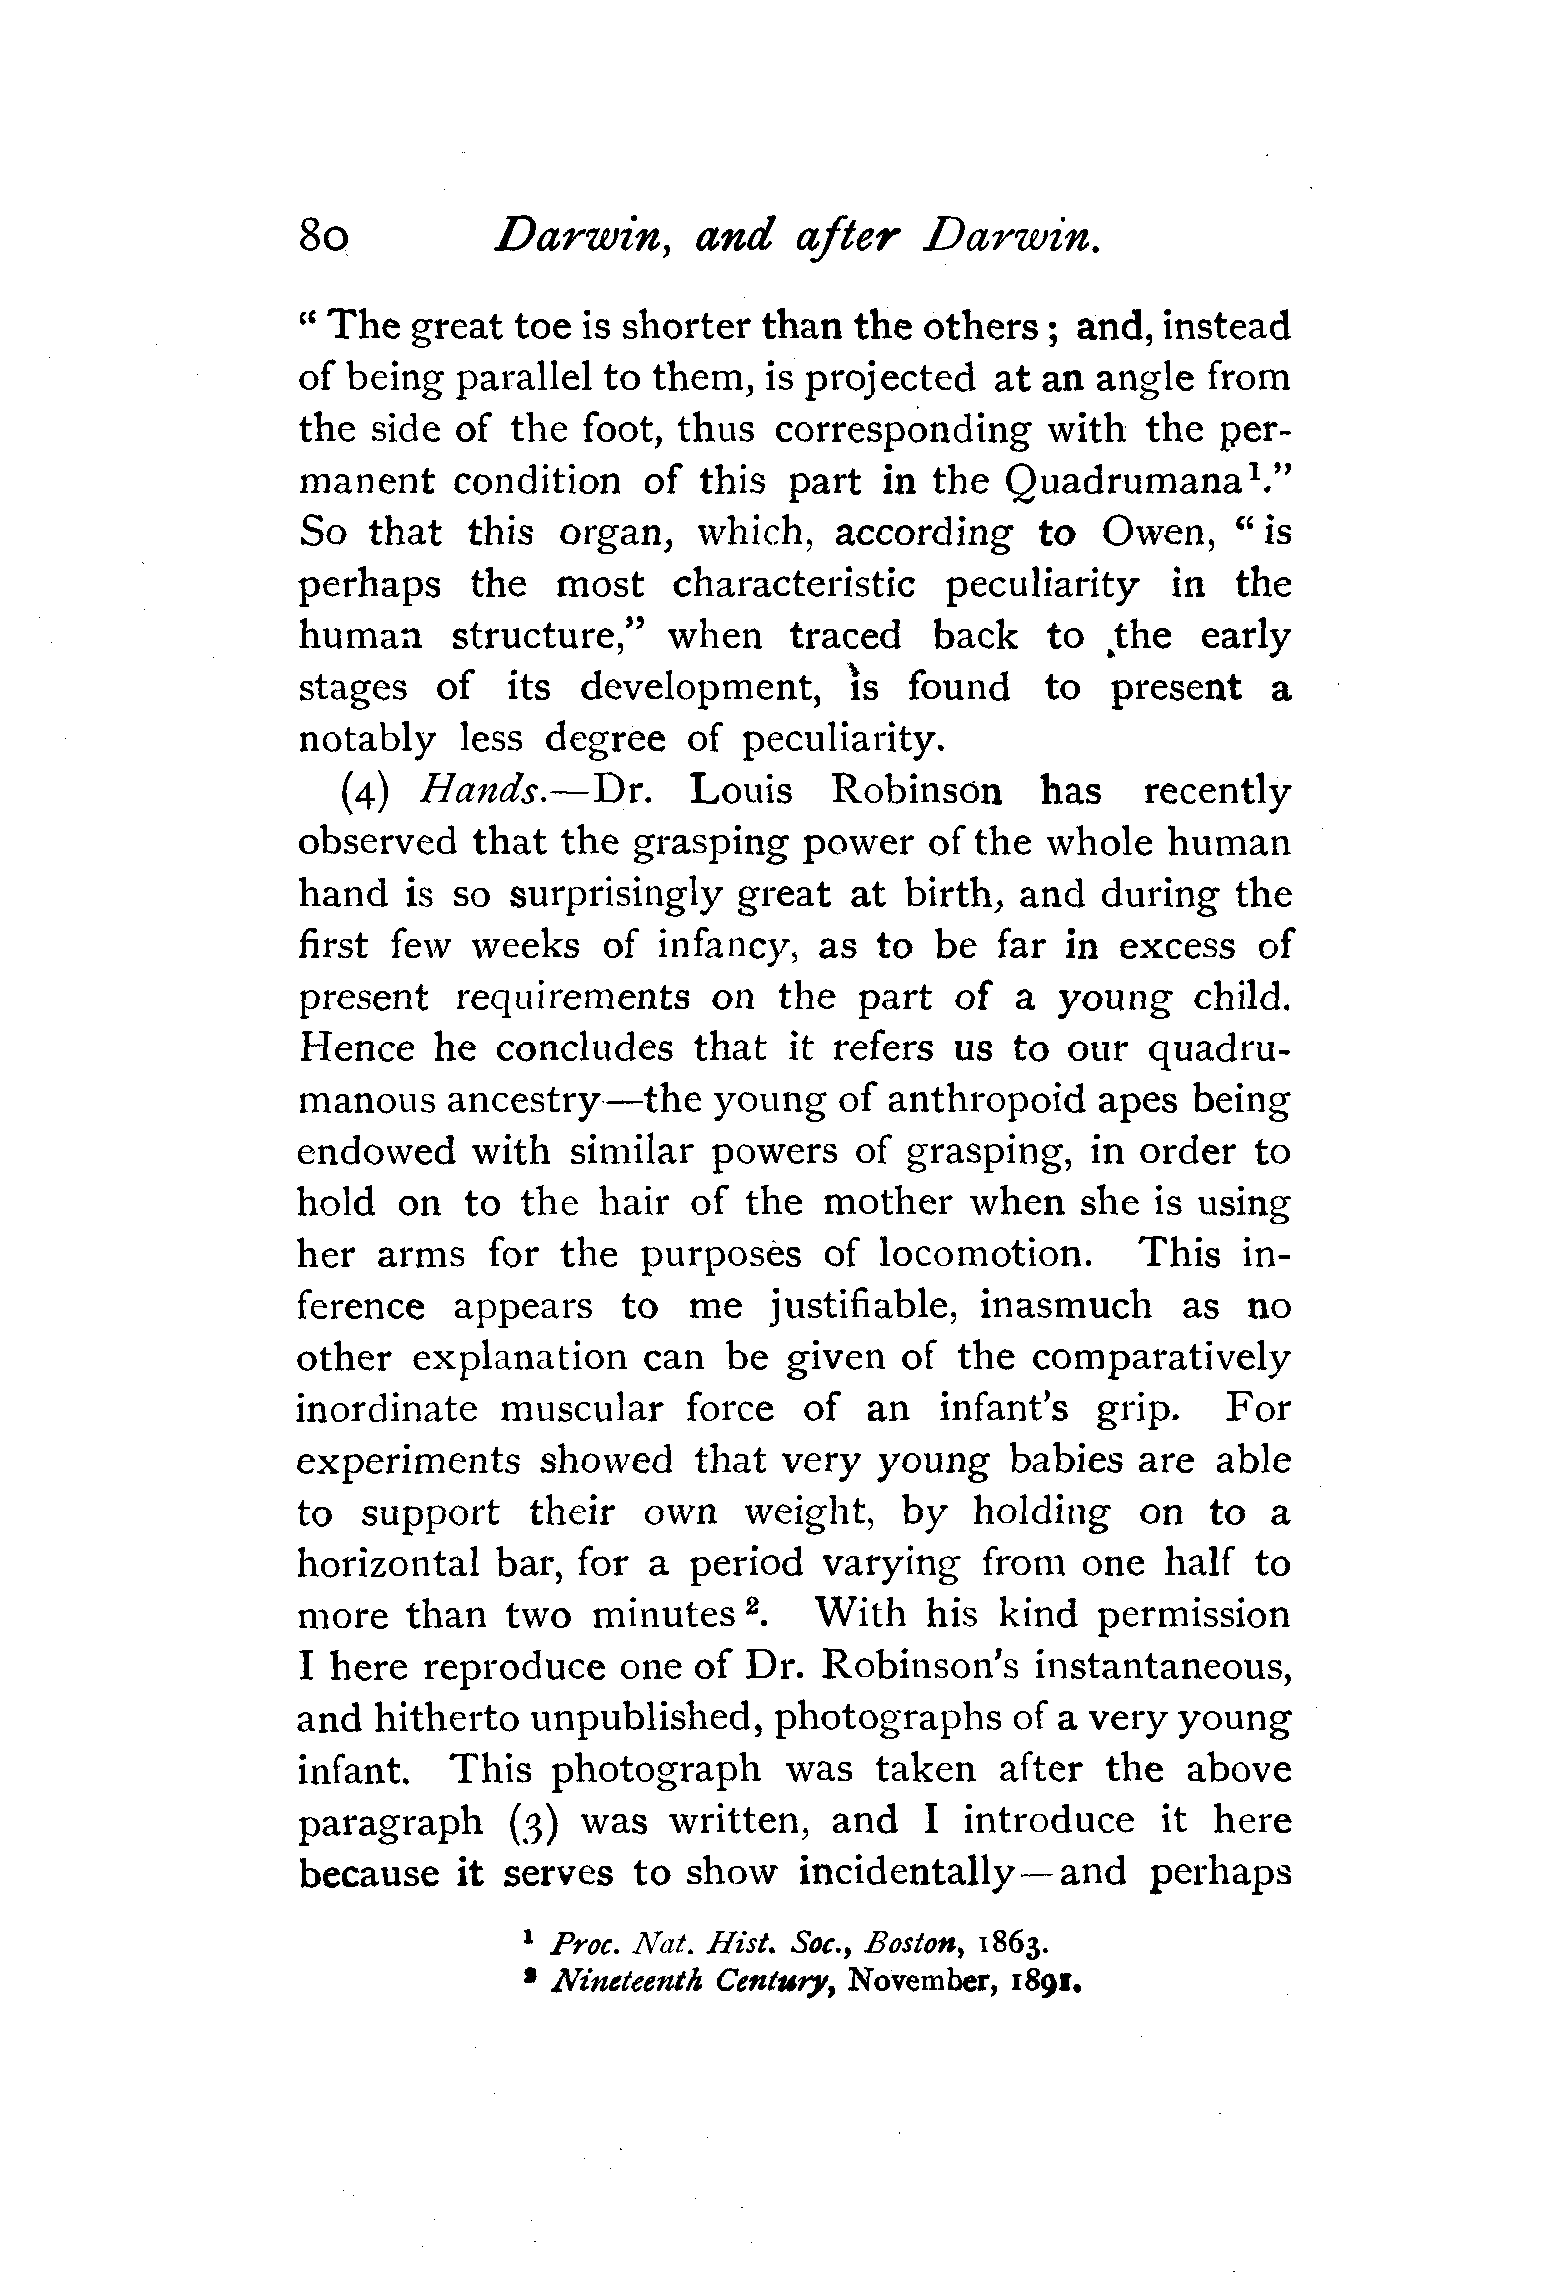 80 Darwin, and after Darwin.
“ The great toe is shorter than the others ; and, instead
of being parallel to them, is projected at an angle from
the side of the foot, thus corresponding with the per-
manent condition of this part in the Quadrumana¹.”
So that this organ, which, according to Owen, “ is
perhaps the most characteristic peculiarity in the
human structure,” when traced back to the early
stages of its development, is found to present a
notably less degree of peculiarity.
(4) Hands.—Dr. Louis Robinson has recently
observed that the grasping power of the whole human
hand is so surprisingly great at birth, and during the
first few weeks of infancy, as to be far in excess of
present requirements on the part of a young child.
Hence he concludes that it refers us to our quadru-
manous ancestry—the young of anthropoid apes being
endowed with similar powers of grasping, in order to
hold on to the hair of the mother when she is using
her arms for the purposes of locomotion. This in-
ference appears to me justifiable, inasmuch as no
other explanation can be given of the comparatively
inordinate muscular force of an infant's grip. For
experiments showed that very young babies are able
to support their own weight, by holding on to a
horizontal bar, for a period varying from one half to
more than two minutes ². With his kind permission
I here reproduce one of Dr. Robinson's instantaneous,
and hitherto unpublished, photographs of a very young
infant. This photograph was taken after the above
paragraph (3) was written, and I introduce it here
because it serves to show incidentally—and perhaps
¹ Proc. Nat. Hist. Soc., Boston, 1863.
² Nineteenth Century, November, 1891.